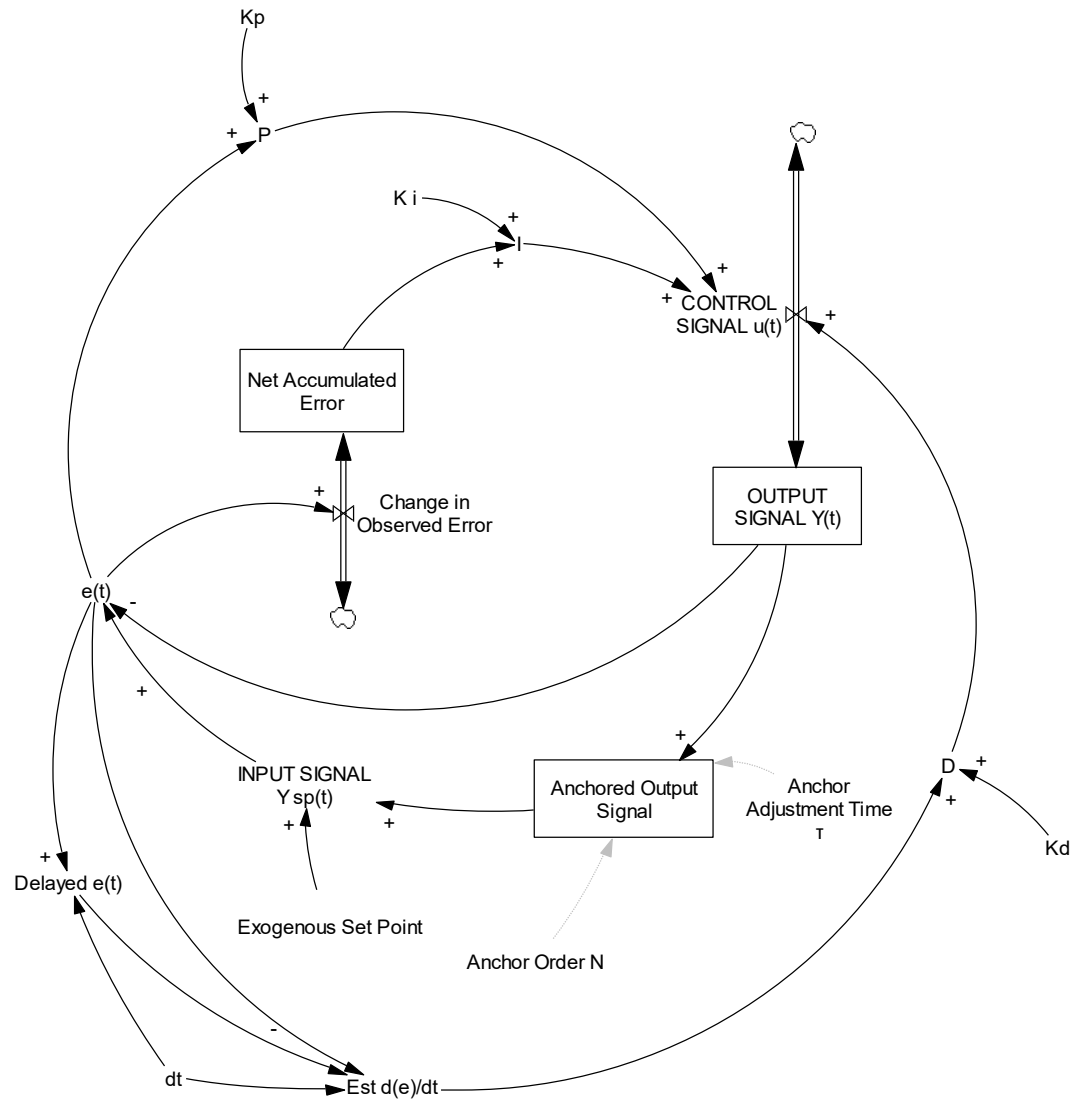 Kp
+
+
P
K i
+
I
+
+
+
CONTROL
SIGNAL u(t)
+
Net Accumulated
Error
+
Change in
Observed Error
OUTPUT
SIGNAL Y(t)
e(t)
-
+
+
INPUT SIGNAL
Y sp(t)
+
+
Anchored Output
Signal
Anchor
Adjustment Time
τ
D
+
+
Kd
+
Delayed e(t)
Exogenous Set Point
Anchor Order N
-
dt
Est d(e)/dt